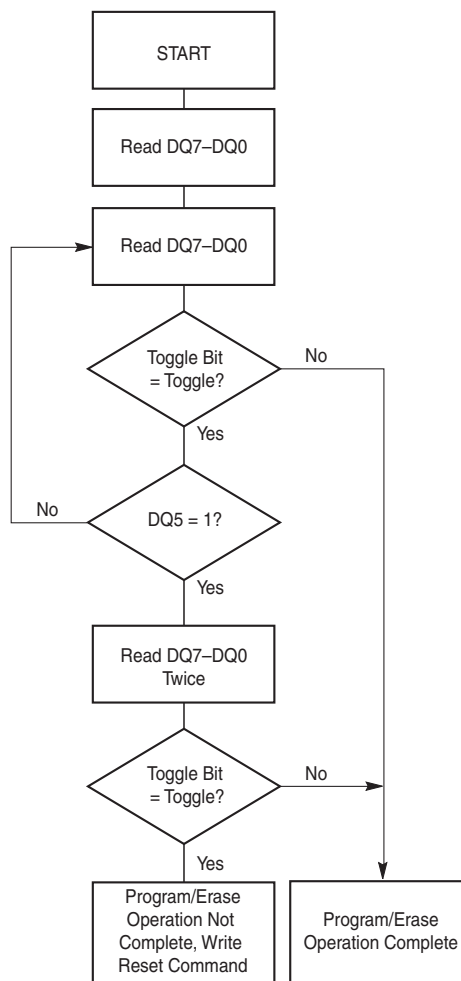 START
Read DQ7–DQ0
Read DQ7–DQ0
Toggle Bit
= Toggle?
No
Yes
No
DQ5 = 1?
Yes
Read DQ7–DQ0
Twice
Toggle Bit
= Toggle?
No
Yes
Program/Erase
Operation Not
Complete, Write
Reset Command
Program/Erase
Operation Complete